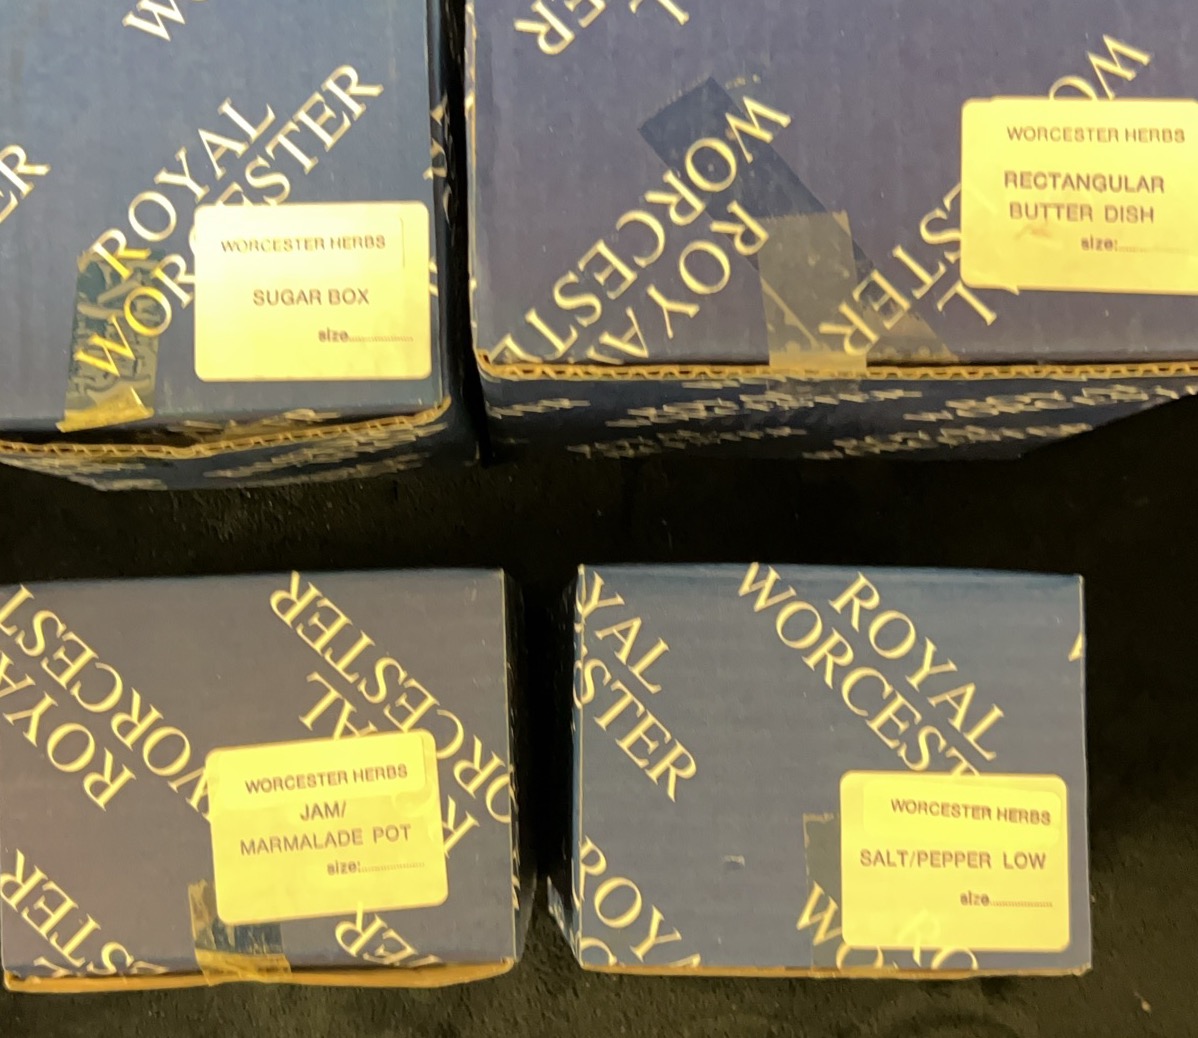 ROYAL
WORCESTER
WORCESTER HERBS
SUGAR BOX
size
ROYAL
WORCESTER
WORCESTER HERBS
RECTANGULAR
BUTTER DISH
size:
ROYAL
WORCESTER
WORCESTER HERBS
JAM/
MARMALADE POT
size:
ROYAL
WORCESTER
WORCESTER HERBS
SALT/PEPPER LOW
size